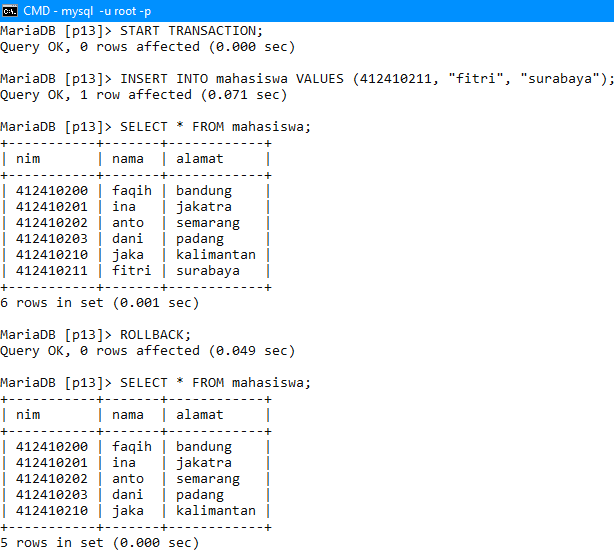 CMD - mysql -u root -p
MariaDB [p13]> START TRANSACTION;
Query OK, 0 rows affected (0.000 sec)
MariaDB [p13]> INSERT INTO mahasiswa VALUES (412410211, "fitri", "surabaya");
Query OK, 1 row affected (0.071 sec)
MariaDB [p13]> SELECT * FROM mahasiswa;
+-----------+-------+------------+
| nim       | nama  | alamat     |
+-----------+-------+------------+
| 412410200 | faqih | bandung    |
| 412410201 | ina   | jakatra    |
| 412410202 | anto  | semarang   |
| 412410203 | dani  | padang     |
| 412410210 | jaka  | kalimantan |
| 412410211 | fitri | surabaya   |
+-----------+-------+------------+
6 rows in set (0.001 sec)
MariaDB [p13]> ROLLBACK;
Query OK, 0 rows affected (0.049 sec)
MariaDB [p13]> SELECT * FROM mahasiswa;
+-----------+-------+------------+
| nim       | nama  | alamat     |
+-----------+-------+------------+
| 412410200 | faqih | bandung    |
| 412410201 | ina   | jakatra    |
| 412410202 | anto  | semarang   |
| 412410203 | dani  | padang     |
| 412410210 | jaka  | kalimantan |
+-----------+-------+------------+
5 rows in set (0.000 sec)